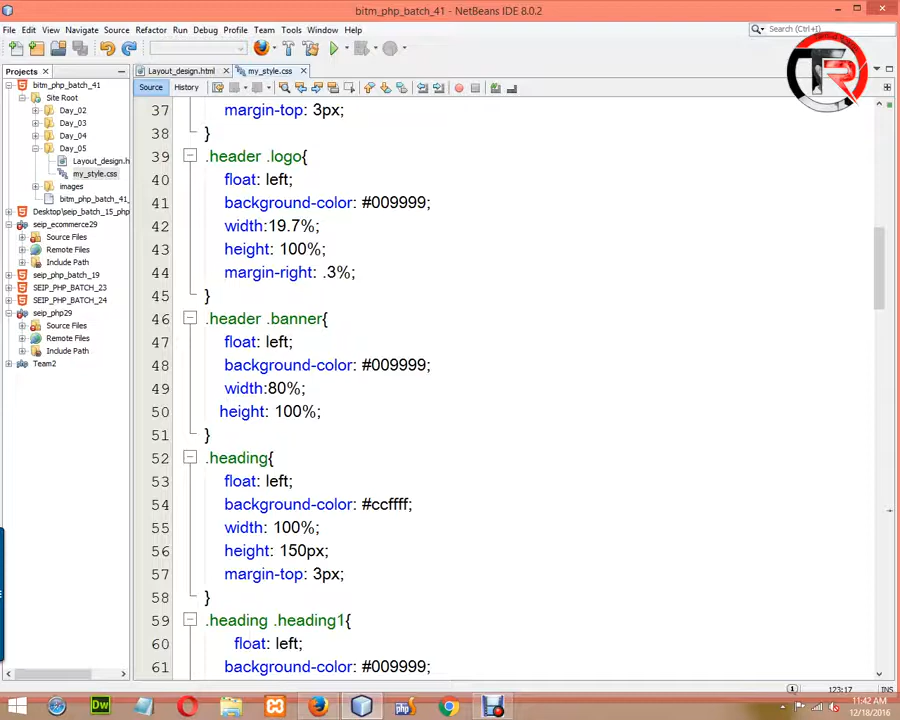 bitm_php_batch_41 - NetBeans IDE 8.0.2
File Edit View Navigate Source Refactor Run Debug Profile Team Tools Window Help
Search (Ctrl+I)
TR
Projects
Layout_design.html
my_style.css
Source
History
bitm_php_batch_41
Site Root
Day_02
Day_03
Day_04
Day_05
Layout_design.h
my_style.css
images
bitm_php_batch_41_
Desktop\seip_batch_15_php
seip_ecommerce29
Source Files
Remote Files
Include Path
seip_php_batch_19
SEIP_PHP_BATCH_23
SEIP_PHP_BATCH_24
seip_php29
Source Files
Remote Files
Include Path
Team2
37 margin-top: 3px;
38 }
39 .header .logo{
40 float: left;
41 background-color: #009999;
42 width:19.7%;
43 height: 100%;
44 margin-right: .3%;
45 }
46 .header .banner{
47 float: left;
48 background-color: #009999;
49 width:80%;
50 height: 100%;
51 }
52 .heading{
53 float: left;
54 background-color: #ccffff;
55 width: 100%;
56 height: 150px;
57 margin-top: 3px;
58 }
59 .heading .heading1{
60 float: left;
61 background-color: #009999;
1
123:17
INS
Dw
php
11:42 AM
12/18/2016